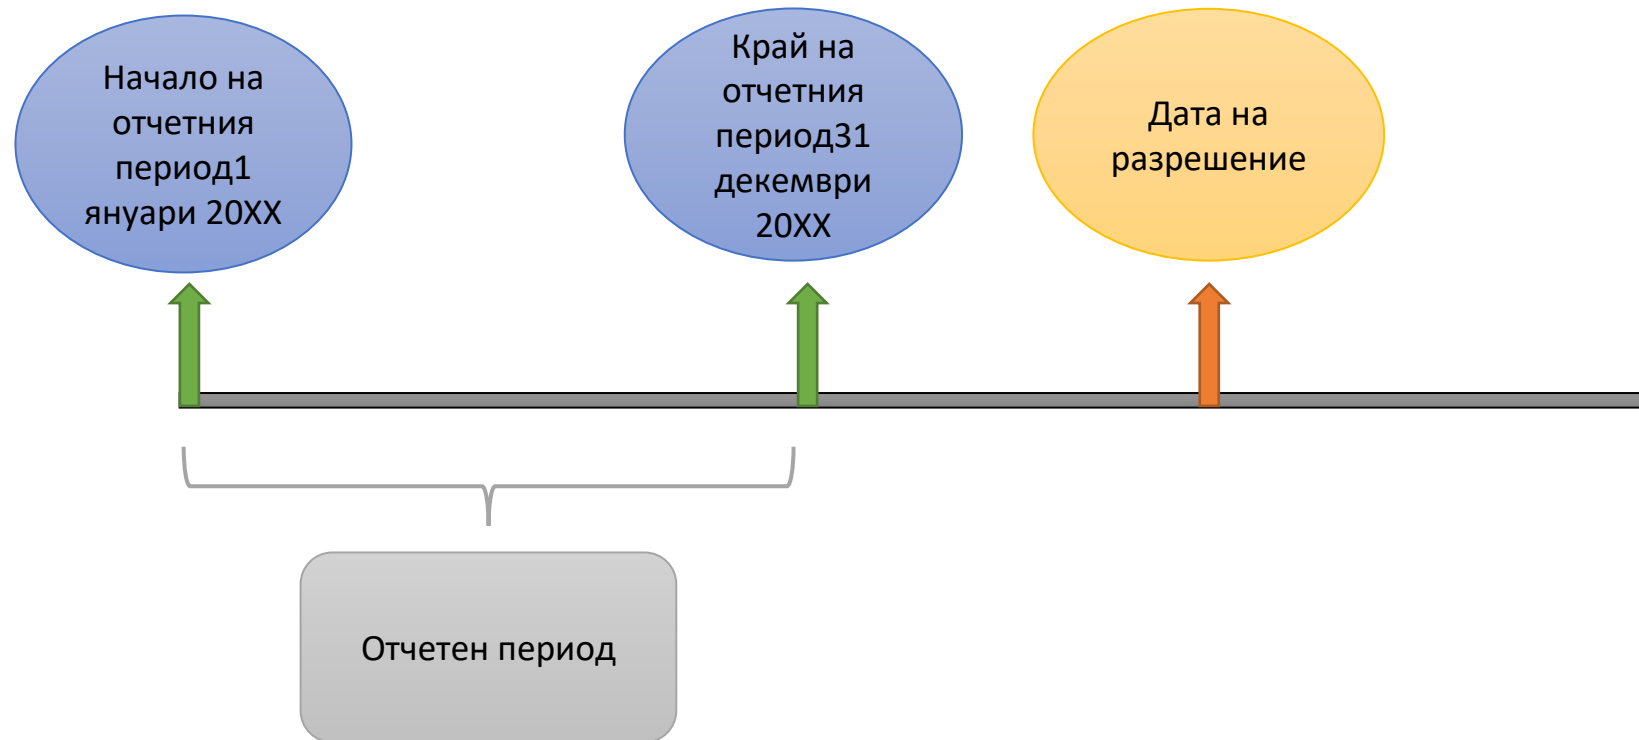 Начало на
отчетния
период1
януари 20XX
Край на
отчетния
период31
декември
20XX
Дата на
разрешение
Отчетен период